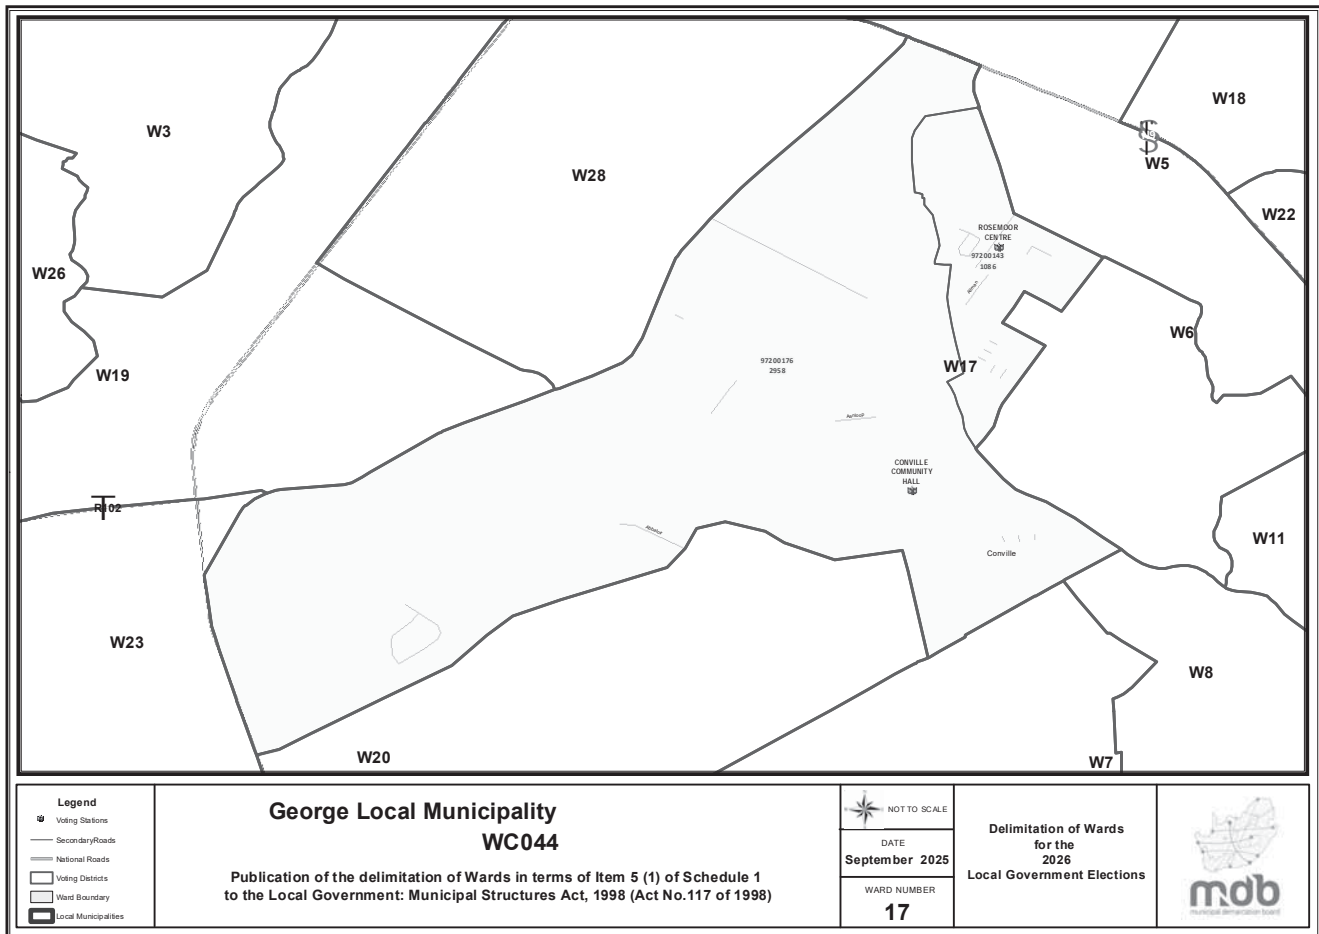 W3
W18
W28
W5
W22
ROSEMOOR
CENTRE
97200143
1086
W26
W6
W19
97200176
2958
W17
CONVILLE
COMMUNITY
HALL
R102
W11
Conville
W23
W8
W20
W7
Legend
Voting Stations
SecondaryRoads
National Roads
Voting Districts
Ward Boundary
Local Municipalities
George Local Municipality
WC044
Publication of the delimitation of Wards in terms of Item 5 (1) of Schedule 1
to the Local Government: Municipal Structures Act, 1998 (Act No.117 of 1998)
NOT TO SCALE
DATE
September 2025
WARD NUMBER
17
Delimitation of Wards
for the
2026
Local Government Elections
mdb
municipal demarcation board